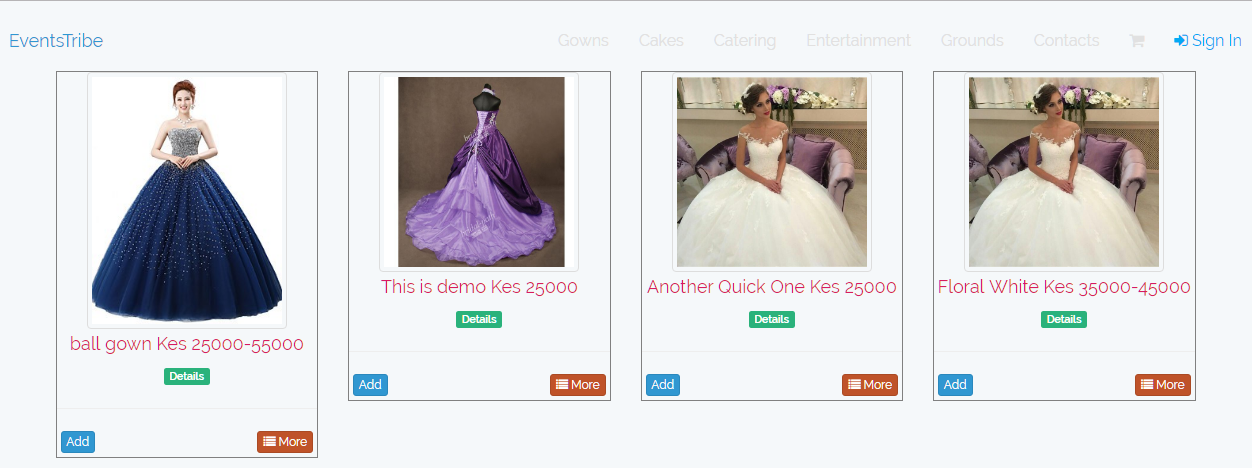 EventsTribe
Gowns Cakes Catering Entertainment Grounds Contacts Sign In
ball gown Kes 25000-55000
Details
Add More
This is demo Kes 25000
Details
Add More
Another Quick One Kes 25000
Details
Add More
Floral White Kes 35000-45000
Details
Add More